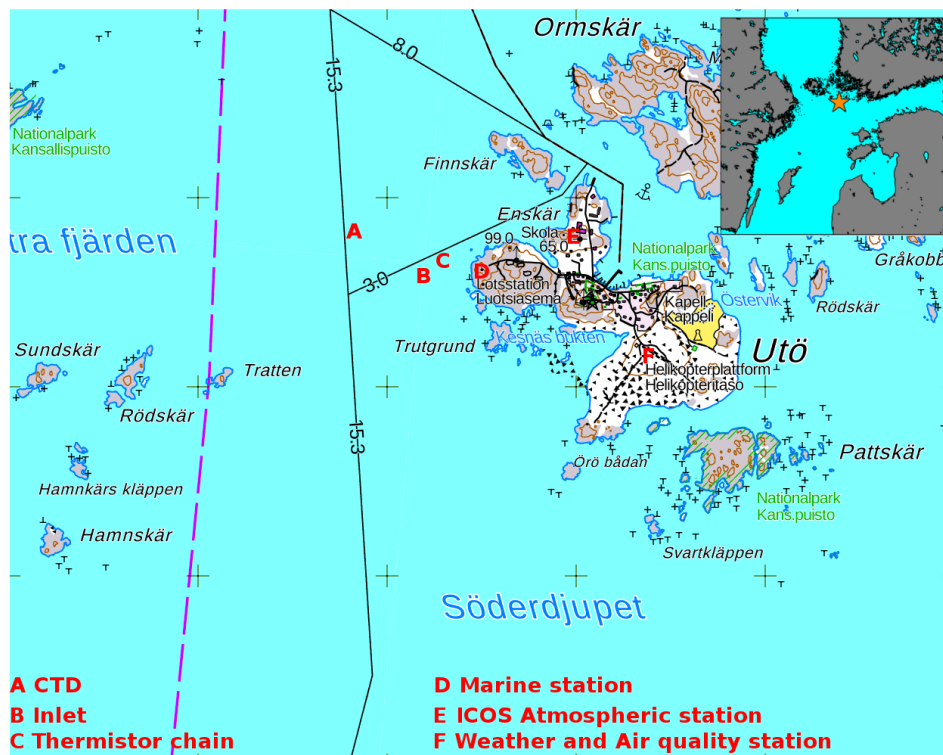 Ormskär
8.0
15.3
Nationalpark
Kansallispuisto
Finnskär
Enskär
tra fjärden
A
Skola
E
99.0
65.0
Nationalpark
Kans.puisto
C
B
D
3.0
Lotsstation
Luotsiasema
Gråkobb
Östervik
Rödskär
Kapell
Kappeli
Trutgrund
Kesnäs bukten
Utö
F
Sundskär
Tratten
Helikopterplattform
Helikopteritaso
Rödskär
15.3
Pattskär
Örö bådan
Hamnkärs kläppen
Nationalpark
Kans.puisto
Hamnskär
Svartkläppen
Söderdjupet
A CTD
B Inlet
C Thermistor chain
D Marine station
E ICOS Atmospheric station
F Weather and Air quality station